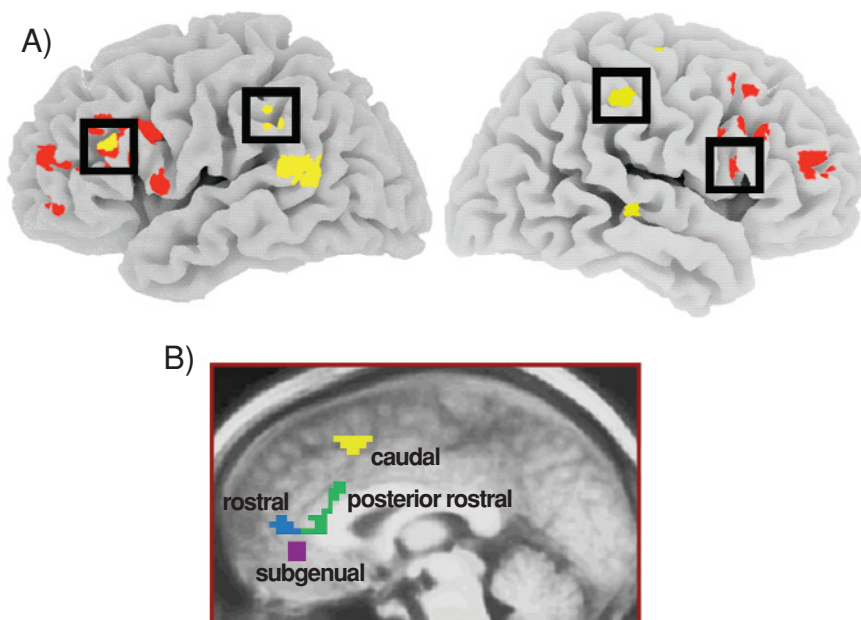 A)
B)
caudal
posterior rostral
rostral
subgenual